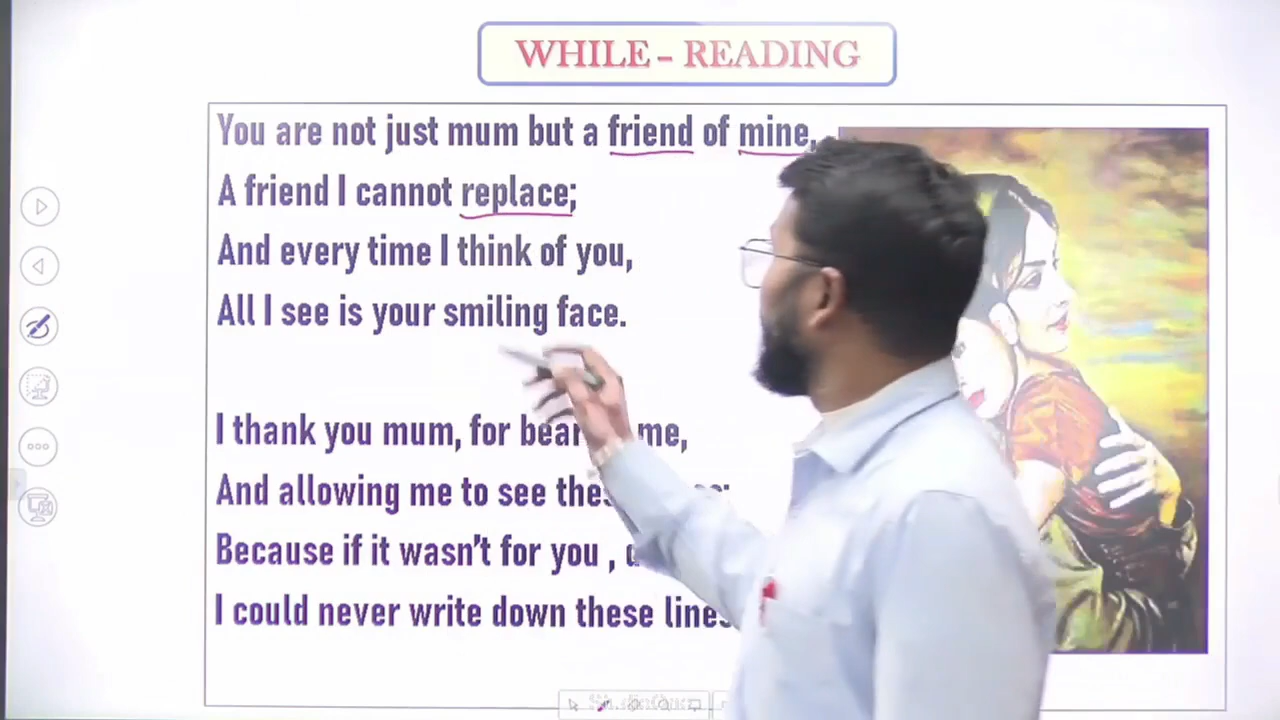 WHILE – READING
You are not just mum but a friend of mine,
A friend I cannot replace;
And every time I think of you,
All I see is your smiling face.
I thank you mum, for me,
And allowing me to see
Because if it wasn't for you ,
I could never write down these lines